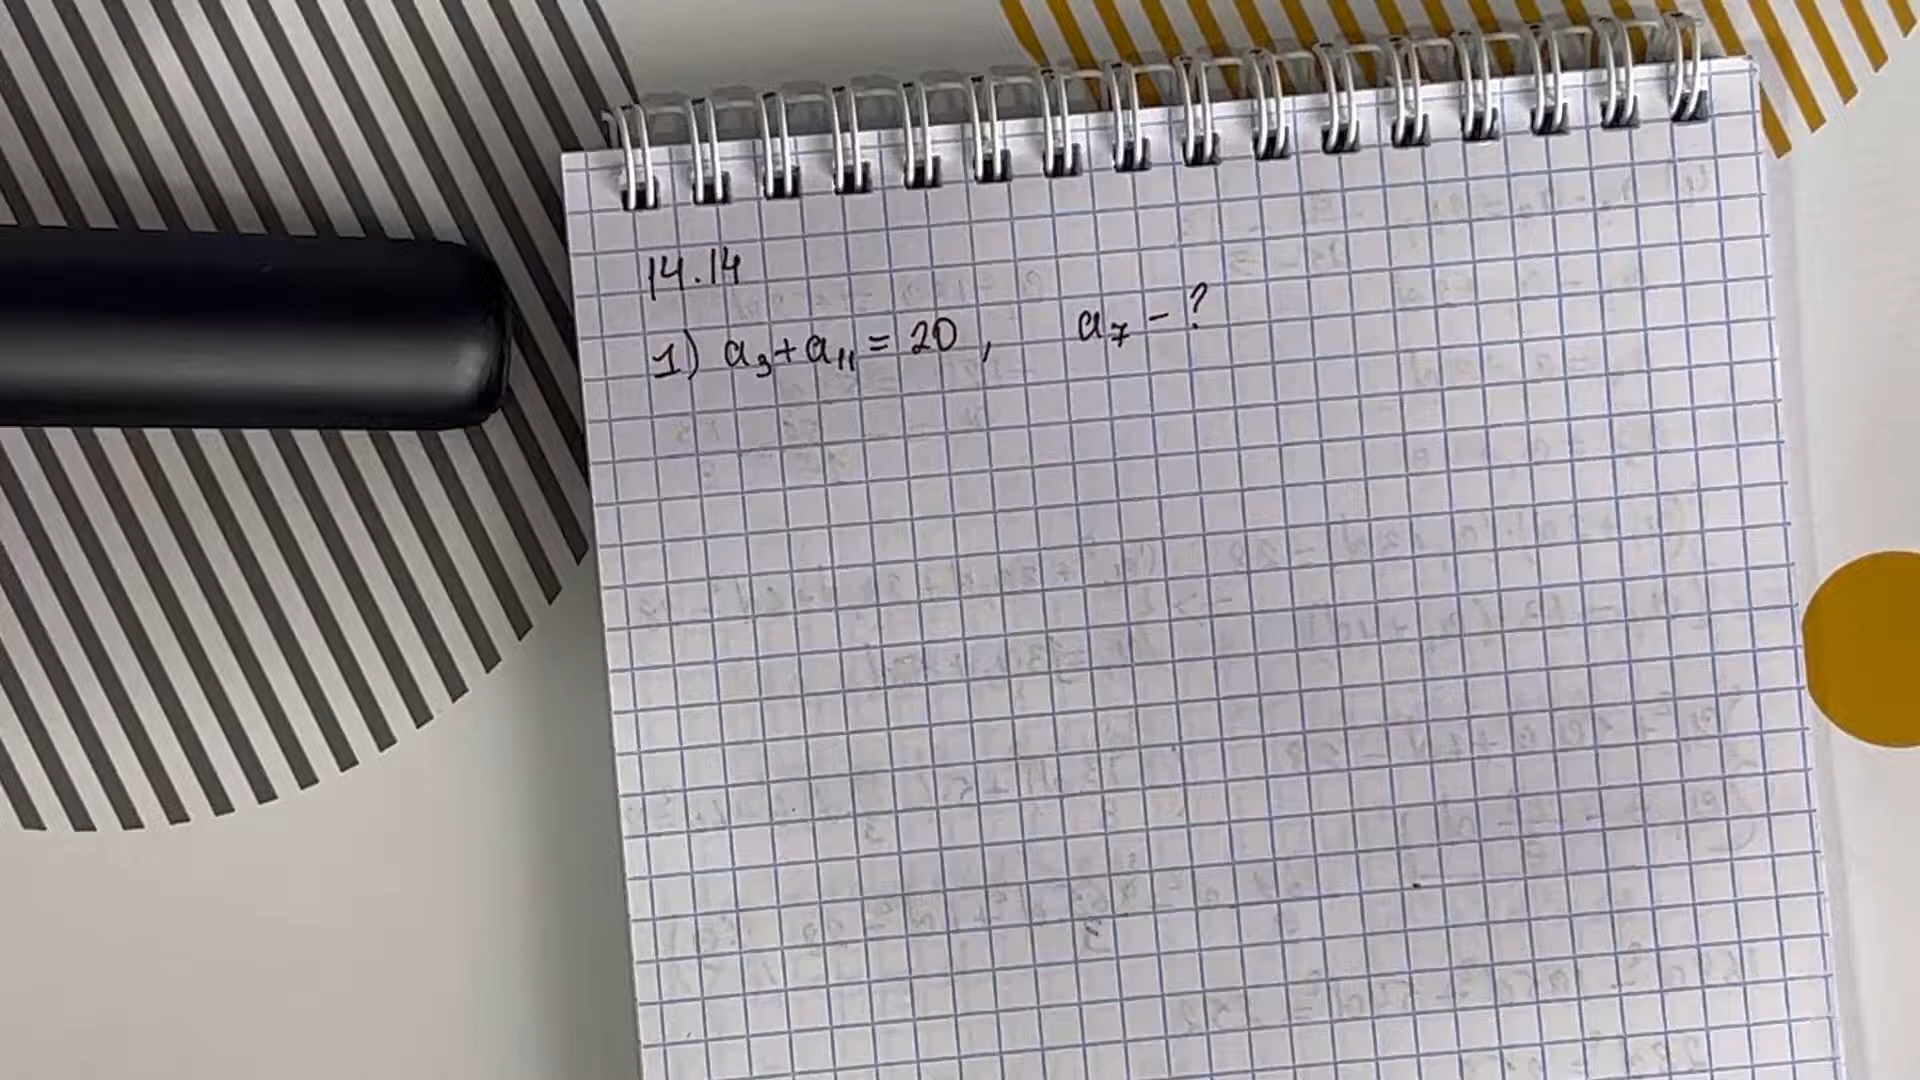 14.14
1) a₃+a₁₁ = 20 , a₇ - ?